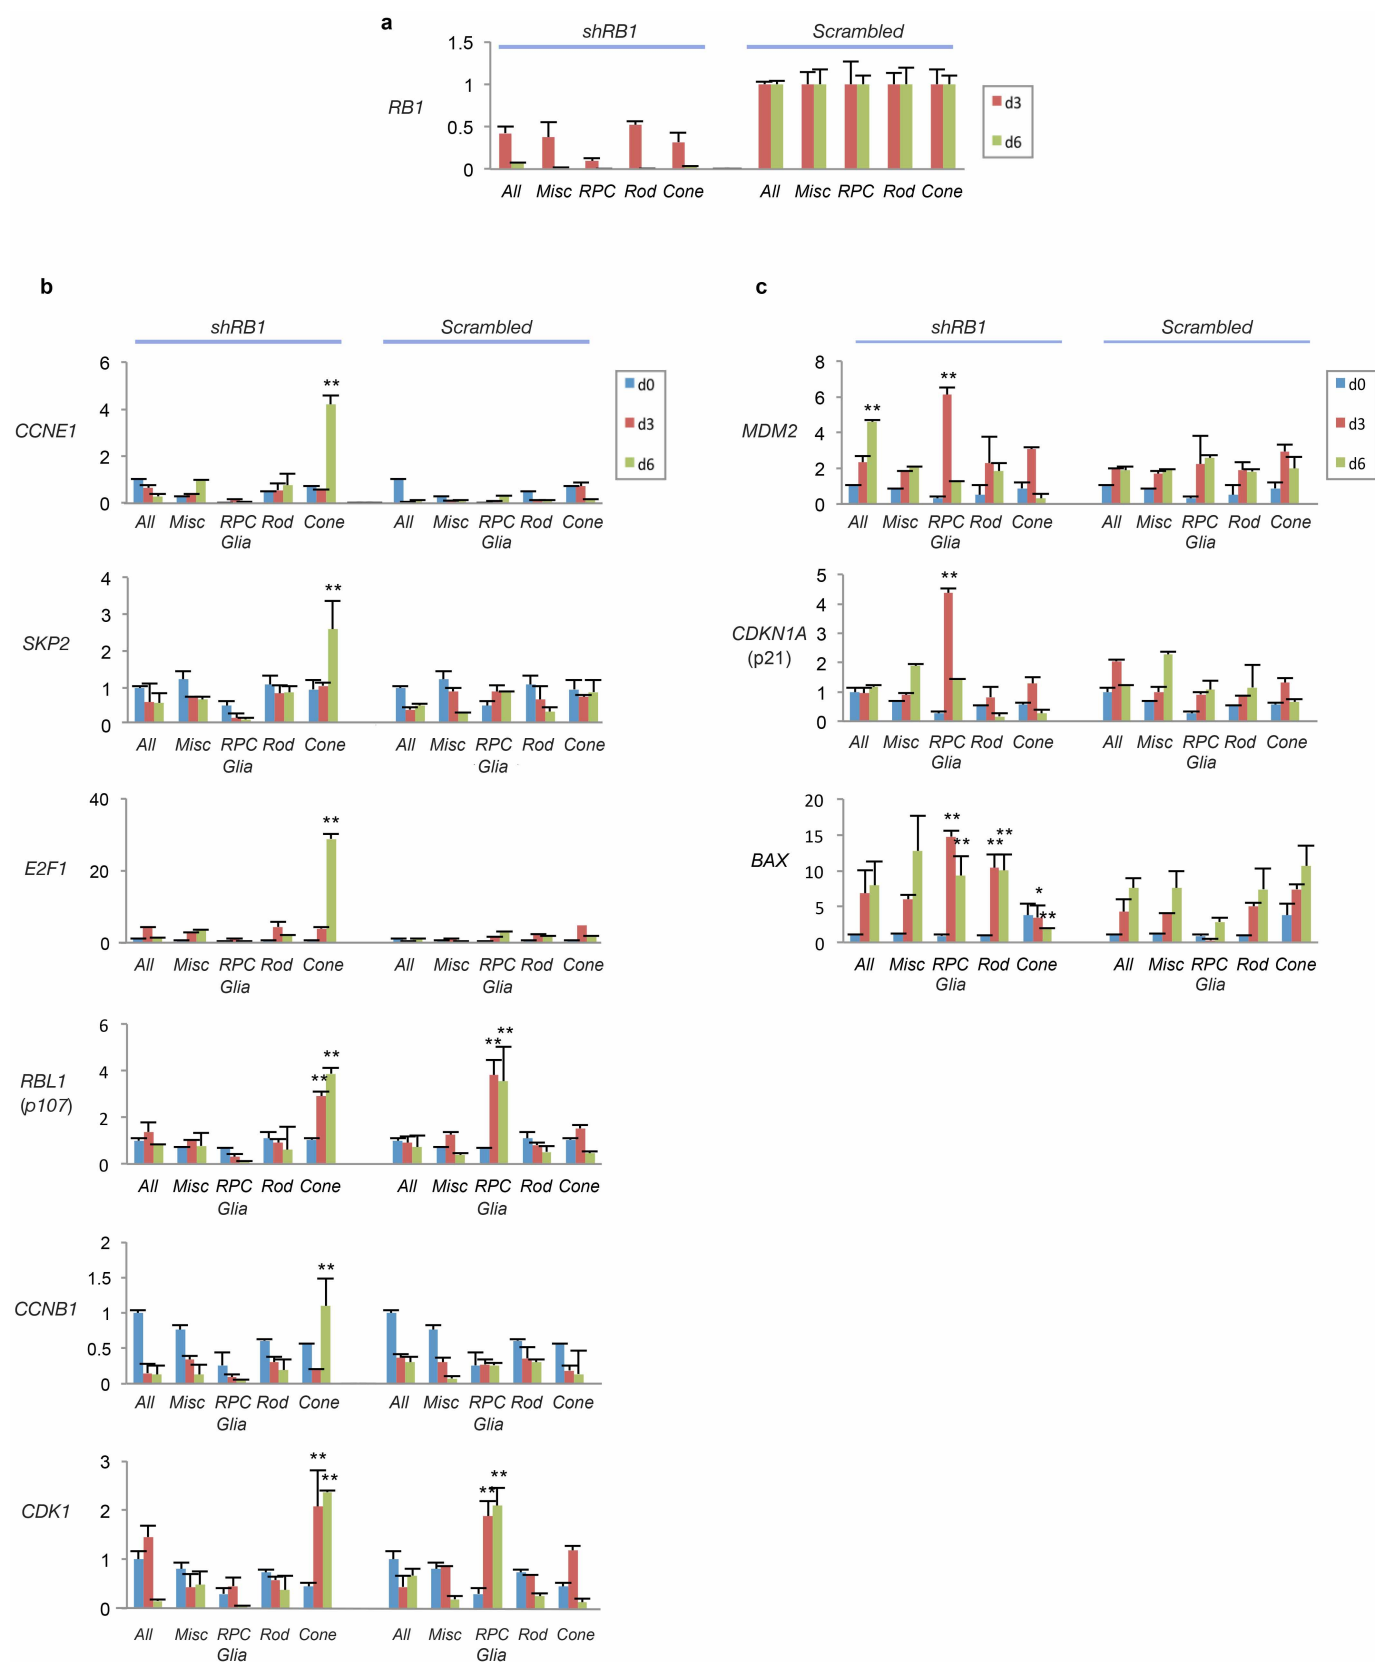 a
shRB1 Scrambled
1.5
1
0.5
0
RB1
d3
d6
All Misc RPC Rod Cone All Misc RPC Rod Cone
b
shRB1 Scrambled
6
4
2
0
CCNE1
**
d0
d3
d6
All Misc RPC Rod Cone All Misc RPC Rod Cone
Glia Glia
4
3
2
1
0
SKP2
**
All Misc RPC Rod Cone All Misc RPC Rod Cone
Glia Glia
40
20
0
E2F1
**
All Misc RPC Rod Cone All Misc RPC Rod Cone
Glia Glia
6
4
2
0
RBL1
(p107)
** ** ** **
All Misc RPC Rod Cone All Misc RPC Rod Cone
Glia Glia
2
1.5
1
0.5
0
CCNB1
**
All Misc RPC Rod Cone All Misc RPC Rod Cone
Glia Glia
3
2
1
0
CDK1
** ** ** **
All Misc RPC Rod Cone All Misc RPC Rod Cone
Glia Glia
c
shRB1 Scrambled
8
6
4
2
0
MDM2
** **
d0
d3
d6
All Misc RPC Rod Cone All Misc RPC Rod Cone
Glia Glia
5
4
3
2
1
0
CDKN1A
(p21)
**
All Misc RPC Rod Cone All Misc RPC Rod Cone
Glia Glia
20
15
10
5
0
BAX
** ** ** ** * **
All Misc RPC Rod Cone All Misc RPC Rod Cone
Glia Glia